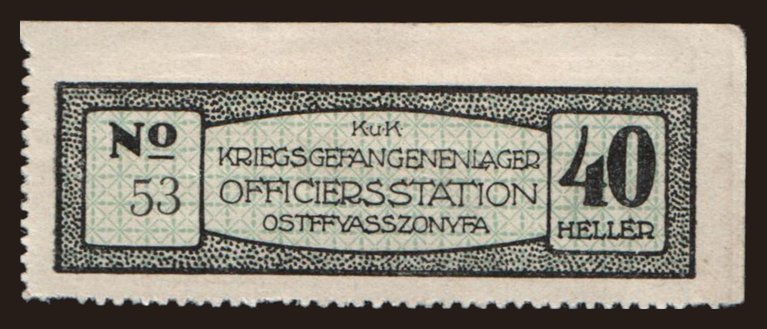 No
53
K.u.K.
KRIEGSGEFANGENENLAGER
OFFICIERSSTATION
OSTFFYASSZONYFA
40
HELLER